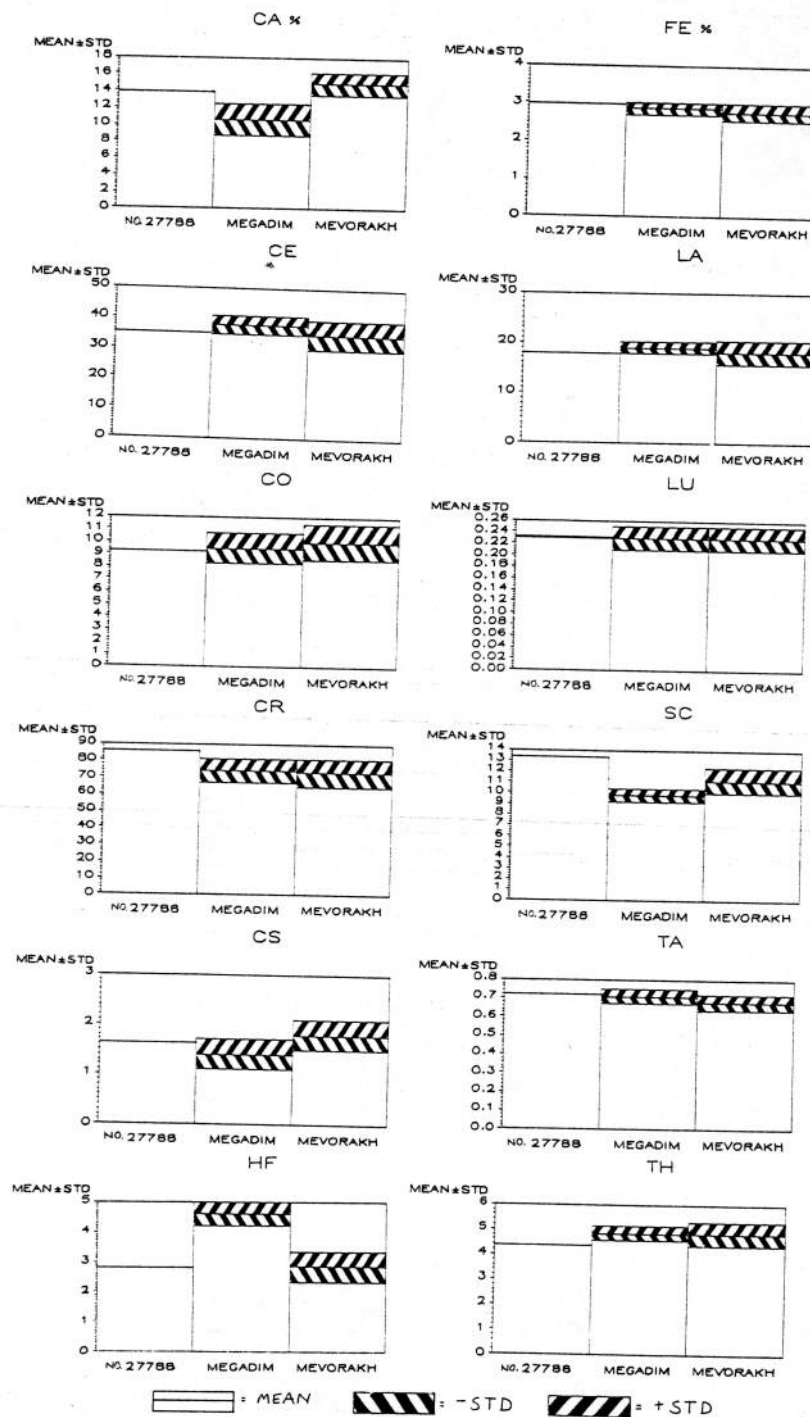 CA %
MEAN±STD
18
16
14
12
10
8
6
4
2
0
NO. 27788 MEGADIM MEVORAKH
FE %
MEAN±STD
4
3
2
1
0
NO. 27788 MEGADIM MEVORAKH
CE
MEAN±STD
50
40
30
20
10
0
NO. 27788 MEGADIM MEVORAKH
LA
MEAN±STD
30
20
10
0
NO. 27788 MEGADIM MEVORAKH
CO
MEAN±STD
12
11
10
9
8
7
6
5
4
3
2
1
0
NO. 27788 MEGADIM MEVORAKH
LU
MEAN±STD
0.26
0.24
0.22
0.20
0.18
0.16
0.14
0.12
0.10
0.08
0.06
0.04
0.02
0.00
NO. 27788 MEGADIM MEVORAKH
CR
MEAN±STD
90
80
70
60
50
40
30
20
10
0
NO. 27788 MEGADIM MEVORAKH
SC
MEAN±STD
14
13
12
11
10
9
8
7
6
5
4
3
2
1
0
NO. 27788 MEGADIM MEVORAKH
CS
MEAN±STD
3
2
1
0
NO. 27788 MEGADIM MEVORAKH
TA
MEAN±STD
0.8
0.7
0.6
0.5
0.4
0.3
0.2
0.1
0.0
NO. 27788 MEGADIM MEVORAKH
HF
MEAN±STD
5
4
3
2
1
0
NO. 27788 MEGADIM MEVORAKH
TH
MEAN±STD
6
5
4
3
2
1
0
NO. 27788 MEGADIM MEVORAKH
= MEAN = -STD = +STD